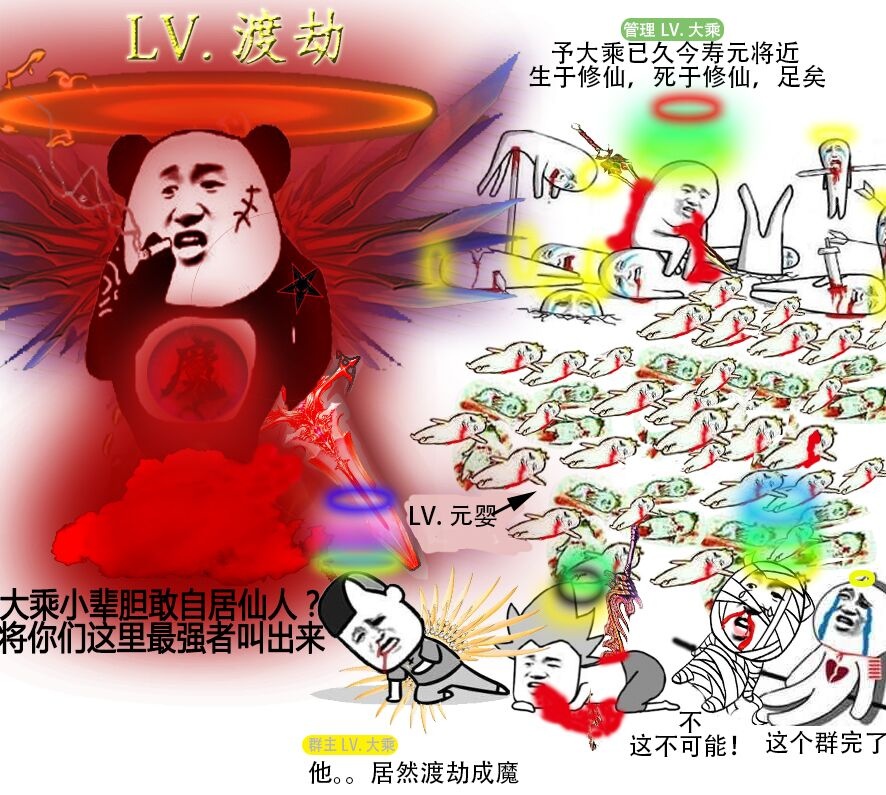 LV.渡劫
管理 LV.大乘
予大乘已久今寿元将近
生于修仙，死于修仙，足矣
魔
LV.元婴
大乘小辈胆敢自居仙人？
将你们这里最强者叫出来
群主 LV.大乘
他。。居然渡劫成魔
不
这不可能！
这个群完了